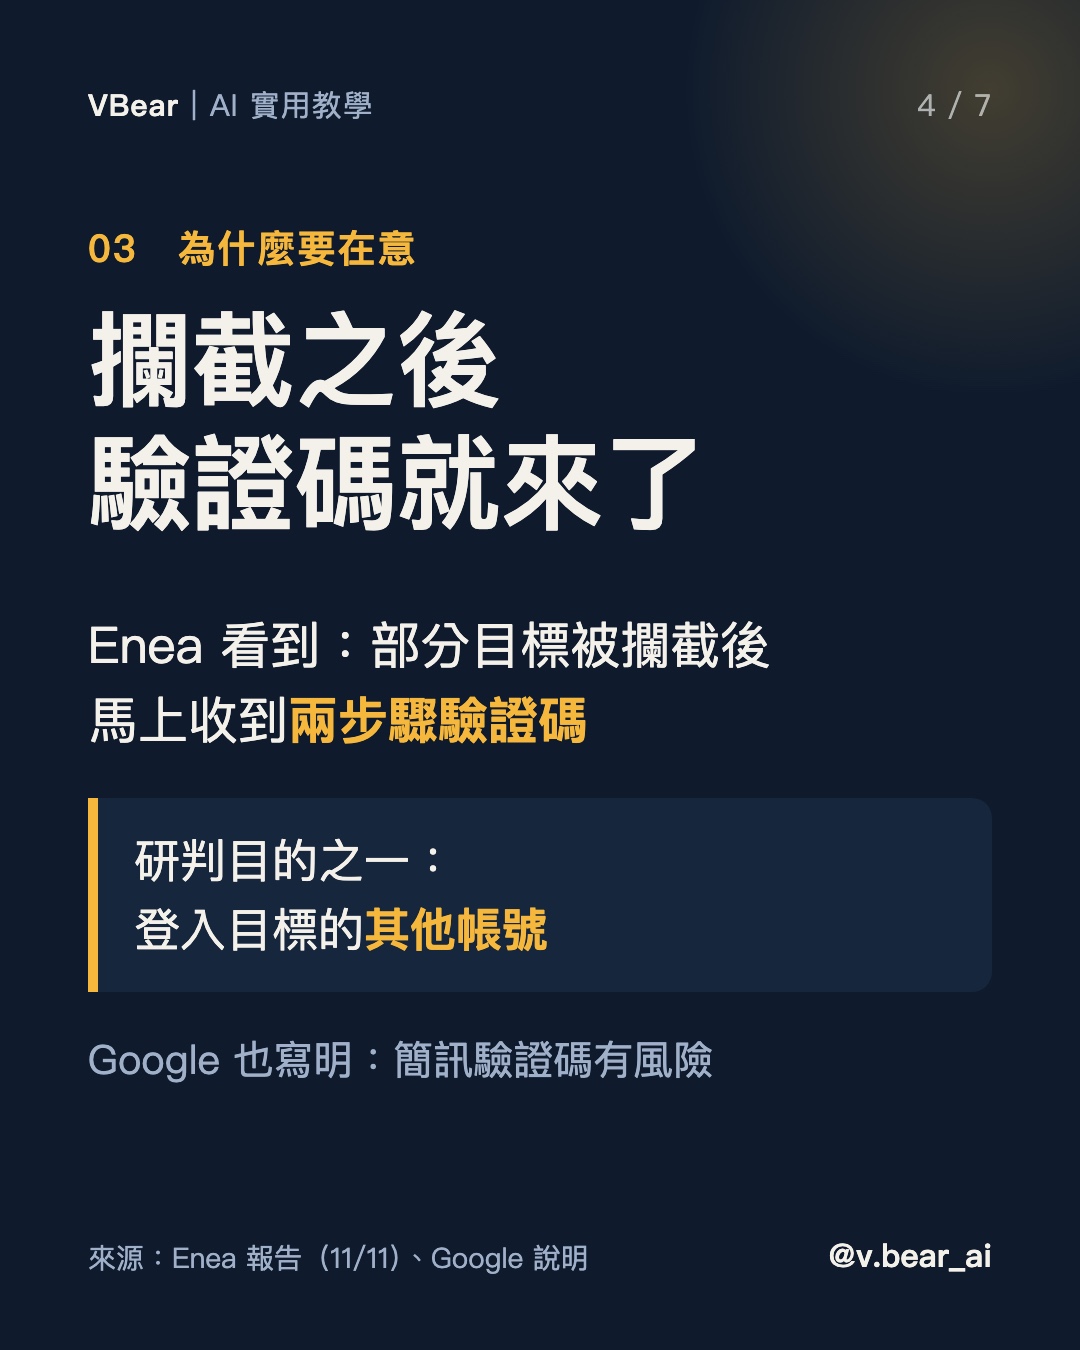 VBear | AI 實用教學
4 / 7
03 為什麼要在意
攔截之後
驗證碼就來了
Enea 看到：部分目標被攔截後
馬上收到兩步驟驗證碼
研判目的之一：
登入目標的其他帳號
Google 也寫明：簡訊驗證碼有風險
來源：Enea 報告（11/11）、Google 說明
@v.bear_ai